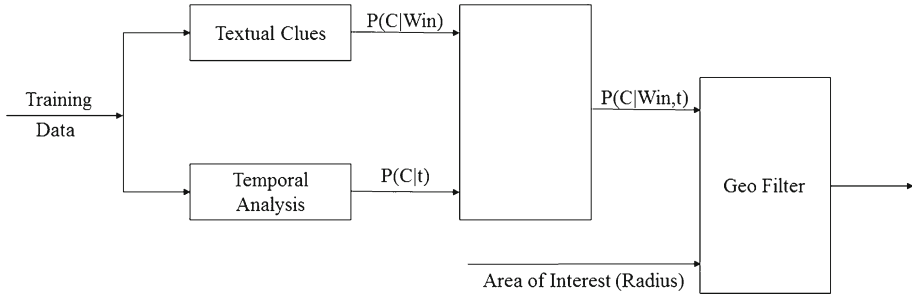 Training
Data
Textual Clues
P(C|Win)
Temporal
Analysis
P(C|t)
P(C|Win,t)
Geo Filter
Area of Interest (Radius)